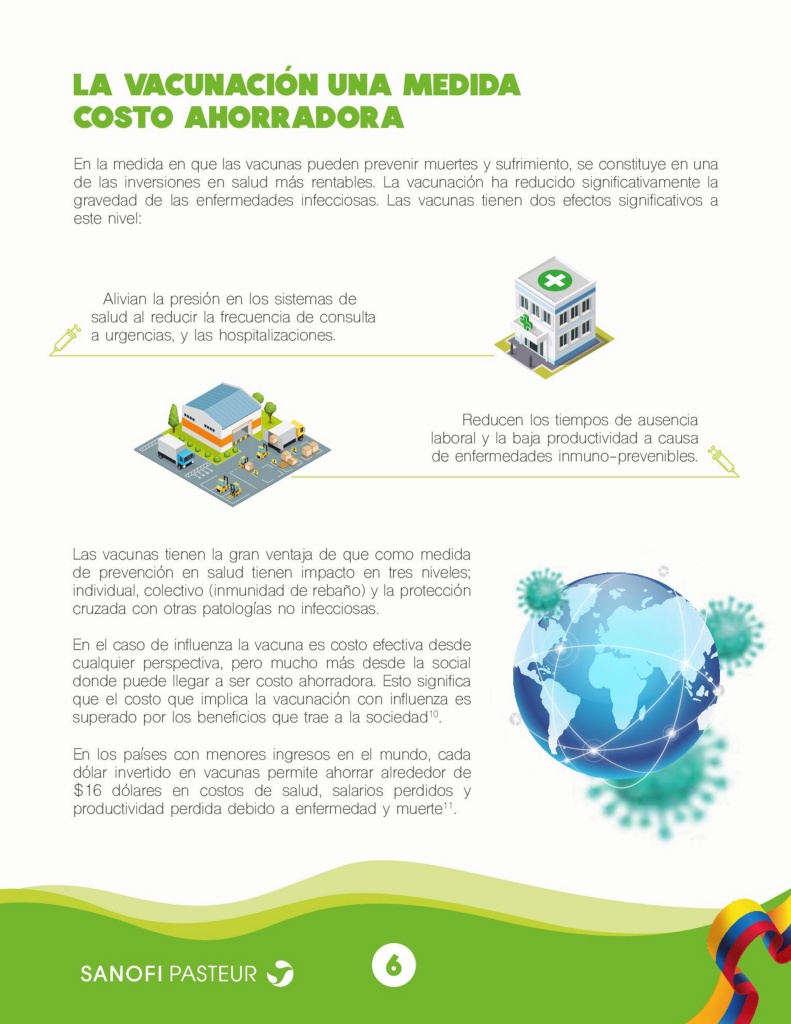 LA VACUNACIÓN UNA MEDIDA
COSTO AHORRADORA
En la medida en que las vacunas pueden prevenir muertes y sufrimiento, se constituye en una
de las inversiones en salud más rentables. La vacunación ha reducido significativamente la
gravedad de las enfermedades infecciosas. Las vacunas tienen dos efectos significativos a
este nivel:
Alivian la presión en los sistemas de
salud al reducir la frecuencia de consulta
a urgencias, y las hospitalizaciones.
Reducen los tiempos de ausencia
laboral y la baja productividad a causa
de enfermedades inmuno-prevenibles.
Las vacunas tienen la gran ventaja de que como medida
de prevención en salud tienen impacto en tres niveles;
individual, colectivo (inmunidad de rebaño) y la protección
cruzada con otras patologías no infecciosas.
En el caso de influenza la vacuna es costo efectiva desde
cualquier perspectiva, pero mucho más desde la social
donde puede llegar a ser costo ahorradora. Esto significa
que el costo que implica la vacunación con influenza es
superado por los beneficios que trae a la sociedad¹⁰.
En los países con menores ingresos en el mundo, cada
dólar invertido en vacunas permite ahorrar alrededor de
$16 dólares en costos de salud, salarios perdidos y
productividad perdida debido a enfermedad y muerte¹¹.
SANOFI PASTEUR
6